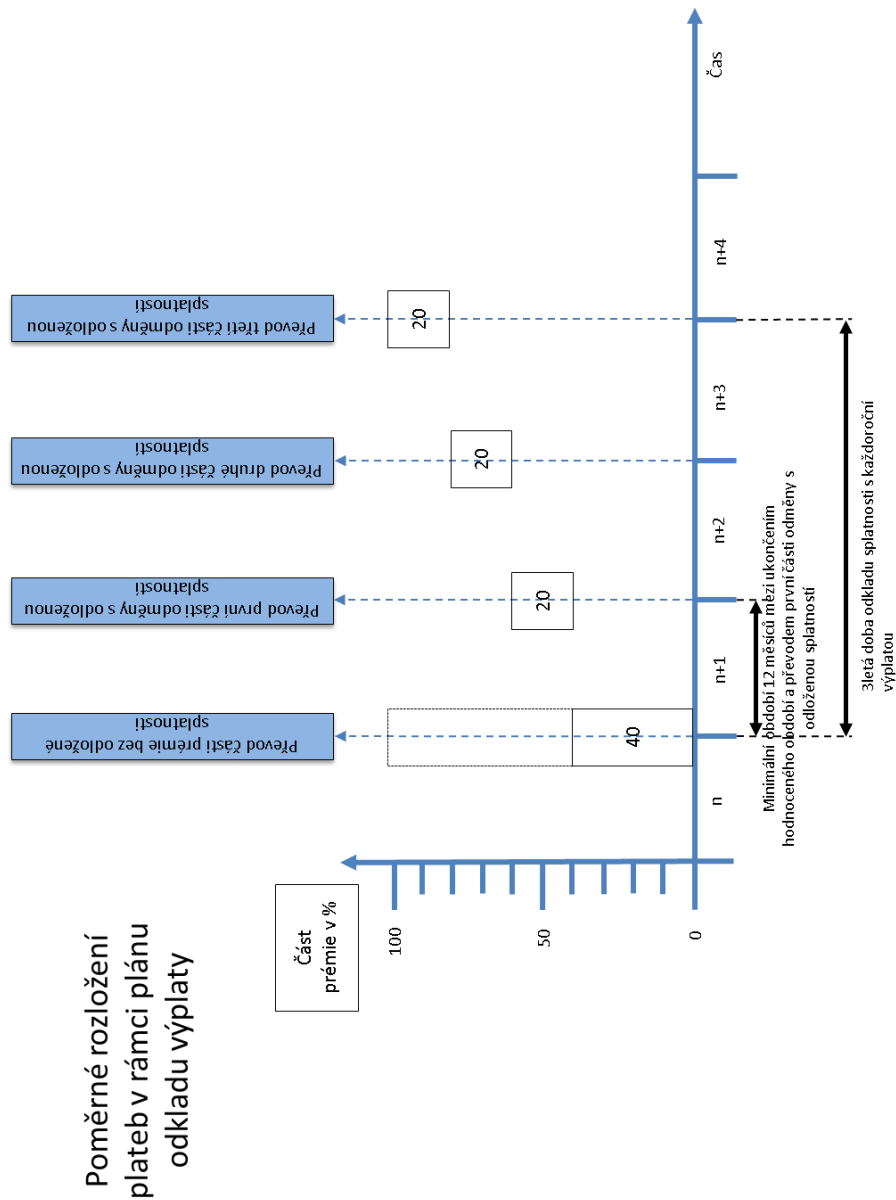 Poměrné rozložení
plateb v rámci plánu
odkladu výplaty
Část
prémie v %
100
50
0
Převod části prémie bez odložené
splatnosti
Převod první části odměny s odloženou
splatností
Převod druhé části odměny s odloženou
splatností
Převod třetí části odměny s odloženou
splatností
40
20
20
20
n
n+1
n+2
n+3
n+4
Čas
Minimální období 12 měsíců mezi ukončením
hodnoceného období a převodem první části odměny s
odloženou splatností
3letá doba odkladu splatnosti s každoroční
výplatou